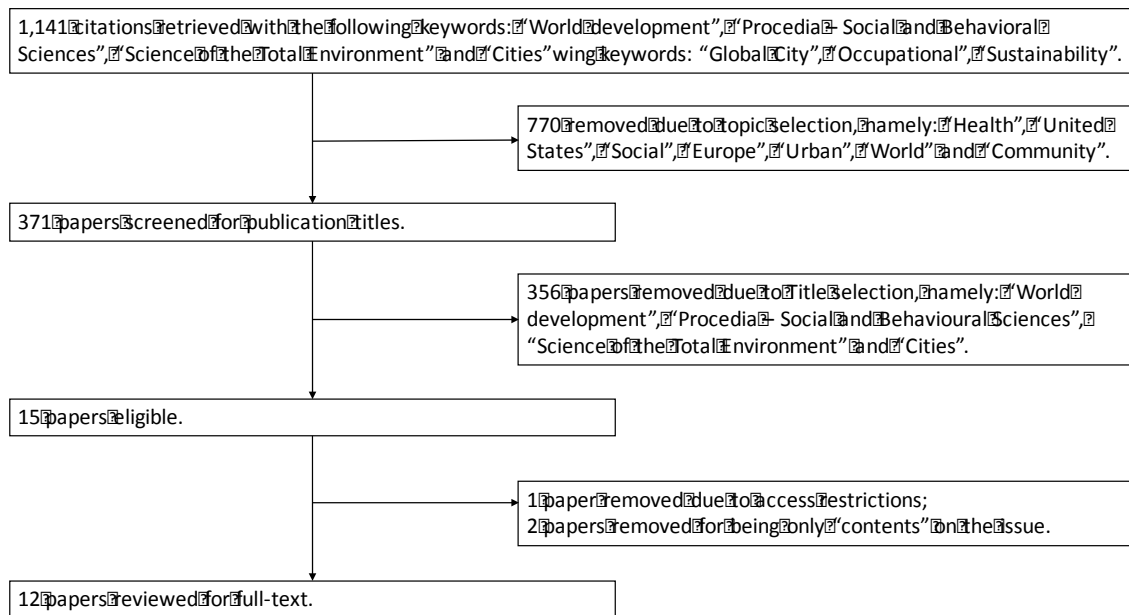 1,141 citations retrieved with the following keywords: “World development”, “Procedia – Social and Behavioral
Sciences”, “Science of the Total Environment” and “Cities”wing keywords: “Global City”, “Occupational”, “Sustainability”.
770 removed due to topic selection, namely: “Health”, “United
States”, “Social”, “Europe”, “Urban”, “World” and “Community”.
371 papers screened for publication titles.
356 papers removed due to Title selection, namely: “World
development”, “Procedia – Social and Behavioural Sciences”,
“Science of the Total Environment” and “Cities”.
15 papers eligible.
1 paper removed due to access restrictions;
2 papers removed for being only “contents” on the issue.
12 papers reviewed for full-text.